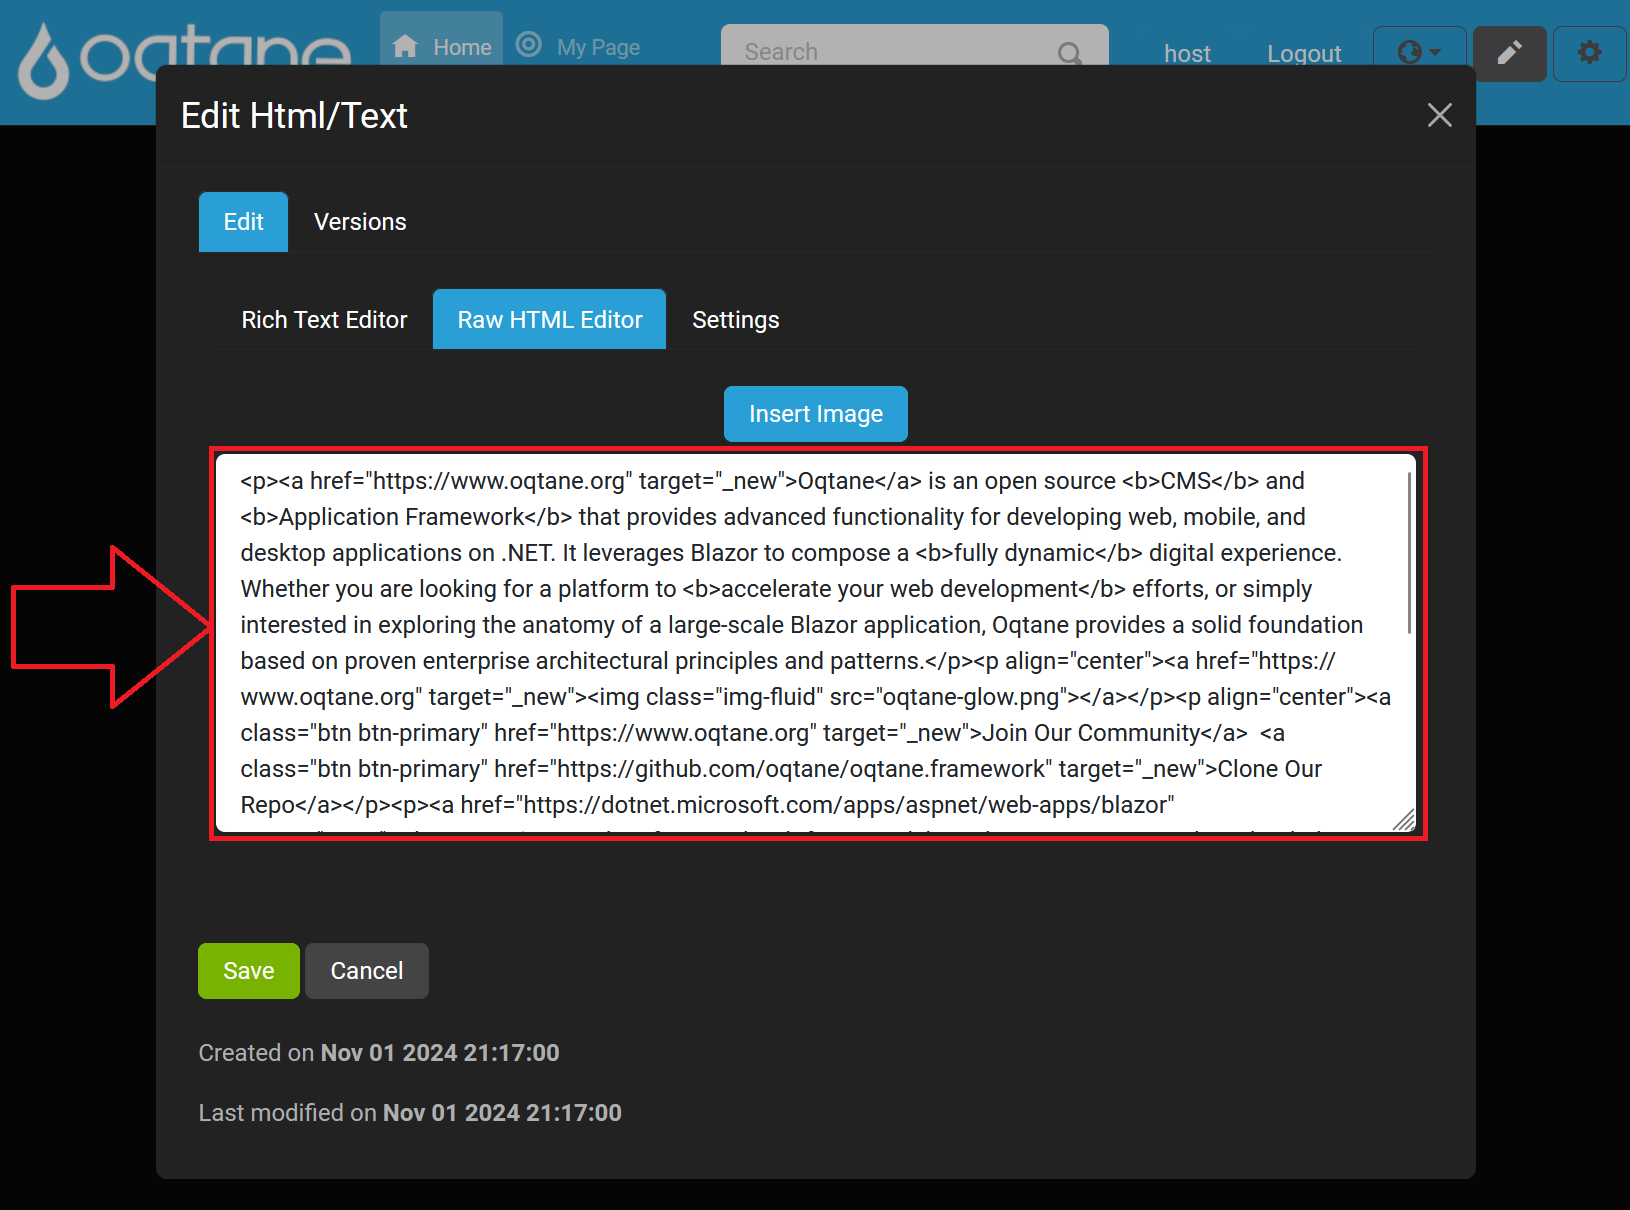 oqtane
Home
My Page
Search
host
Logout
Edit Html/Text
Edit
Versions
Rich Text Editor
Raw HTML Editor
Settings
Insert Image
<p><a href="https://www.oqtane.org" target="_new">Oqtane</a> is an open source <b>CMS</b> and
<b>Application Framework</b> that provides advanced functionality for developing web, mobile, and
desktop applications on .NET. It leverages Blazor to compose a <b>fully dynamic</b> digital experience.
Whether you are looking for a platform to <b>accelerate your web development</b> efforts, or simply
interested in exploring the anatomy of a large-scale Blazor application, Oqtane provides a solid foundation
based on proven enterprise architectural principles and patterns.</p><p align="center"><a href="https://
www.oqtane.org" target="_new"><img class="img-fluid" src="oqtane-glow.png"></a></p><p align="center"><a
class="btn btn-primary" href="https://www.oqtane.org" target="_new">Join Our Community</a>  <a
class="btn btn-primary" href="https://github.com/oqtane/oqtane.framework" target="_new">Clone Our
Repo</a></p><p><a href="https://dotnet.microsoft.com/apps/aspnet/web-apps/blazor"
Save
Cancel
Created on Nov 01 2024 21:17:00
Last modified on Nov 01 2024 21:17:00